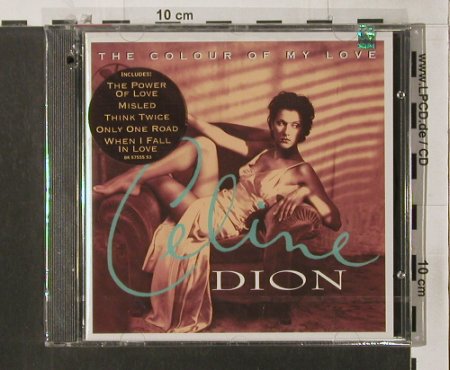 10 cm
THE COLOUR OF MY LOVE
INCLUDES:
THE POWER
OF LOVE
MISLED
THINK TWICE
ONLY ONE ROAD
WHEN I FALL
IN LOVE
Celine
DION
www.LPCD.de/CD
10 cm